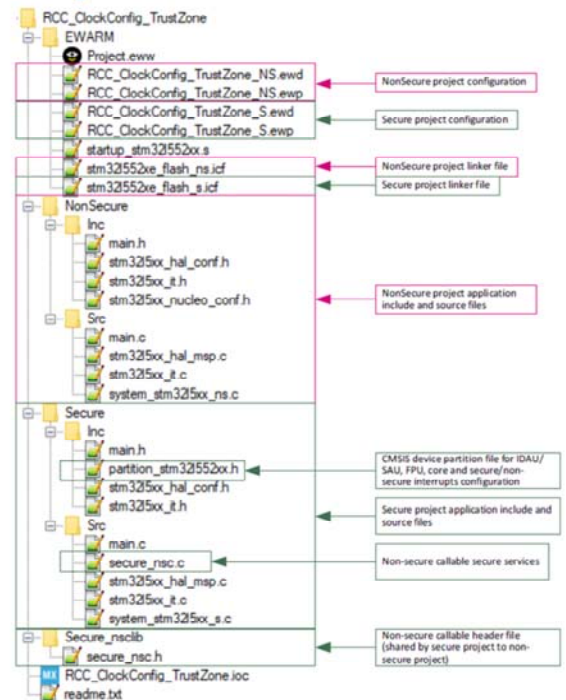 RCC_ClockConfig_TrustZone
EWARM
Project.eww
RCC_ClockConfig_TrustZone_NS.ewd
RCC_ClockConfig_TrustZone_NS.ewp
NonSecure project configuration
RCC_ClockConfig_TrustZone_S.ewd
RCC_ClockConfig_TrustZone_S.ewp
Secure project configuration
startup_stm32l552xx.s
stm32l552xe_flash_ns.icf
NonSecure project linker file
stm32l552xe_flash_s.icf
Secure project linker file
NonSecure
Inc
main.h
stm32l5xx_hal_conf.h
stm32l5xx_it.h
stm32l5xx_nucleo_conf.h
NonSecure project application
include and source files
Src
main.c
stm32l5xx_hal_msp.c
stm32l5xx_it.c
system_stm32l5xx_ns.c
Secure
Inc
main.h
partition_stm32l552xx.h
CMSIS device partition file for IDAU/
SAU, FPU, core and secure/non-
secure interrupts configuration
stm32l5xx_hal_conf.h
stm32l5xx_it.h
Secure project application include and
source files
Src
main.c
secure_nsc.c
Non-secure callable secure services
stm32l5xx_hal_msp.c
stm32l5xx_it.c
system_stm32l5xx_s.c
Secure_nsclib
secure_nsc.h
Non-secure callable header file
(shared by secure project to non-
secure project)
MX RCC_ClockConfig_TrustZone.ioc
readme.txt